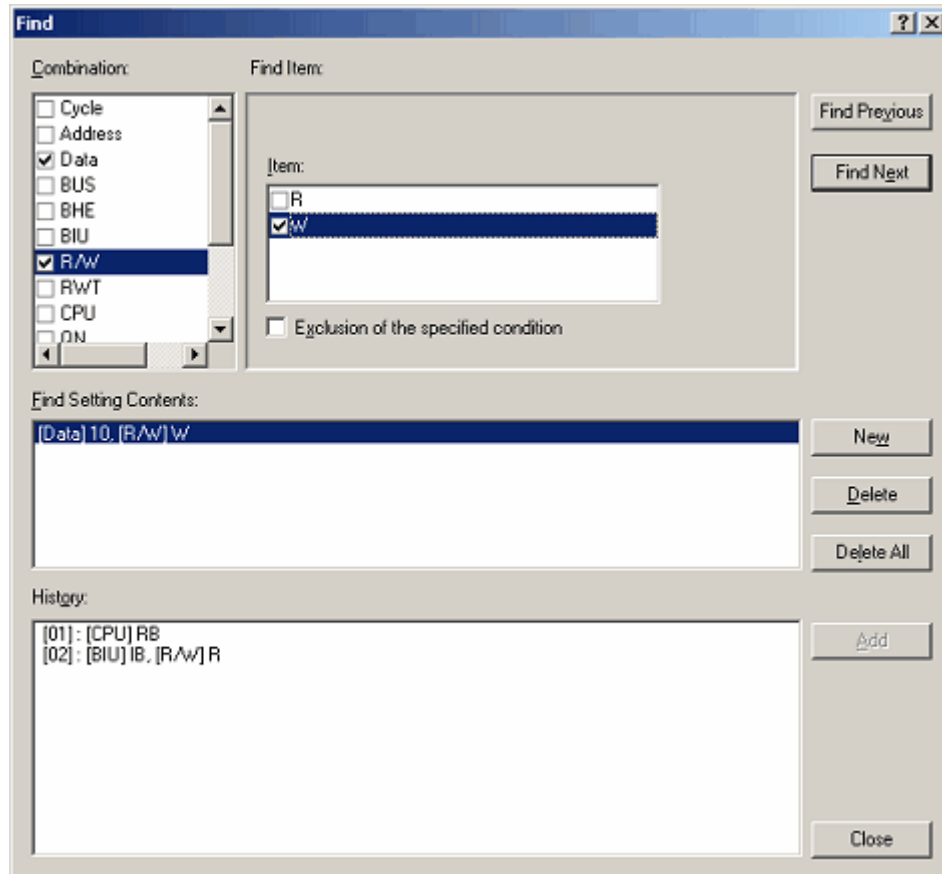 Find
Combination:
Find Item:
Cycle
Address
Data
BUS
BHE
BIU
R/W
RWT
CPU
QN
Item:
R
W
Exclusion of the specified condition
Find Previous
Find Next
Find Setting Contents:
[Data] 10, [R/W] W
New
Delete
Delete All
History:
[01] : [CPU] RB
[02] : [BIU] IB, [R/W] R
Add
Close